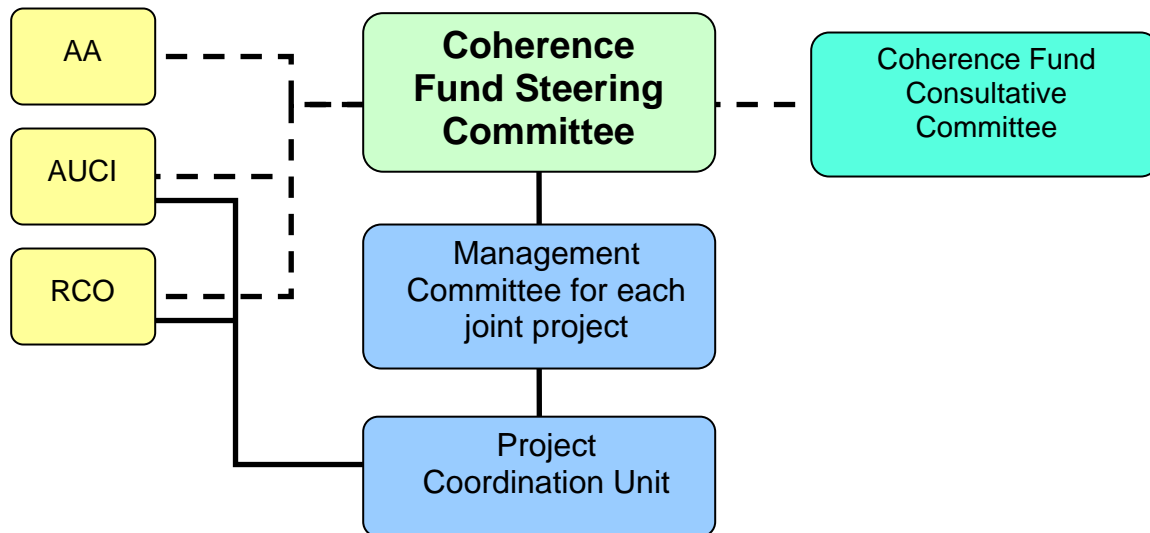 AA
AUCI
RCO
Coherence
Fund Steering
Committee
Coherence Fund
Consultative
Committee
Management
Committee for each
joint project
Project
Coordination Unit